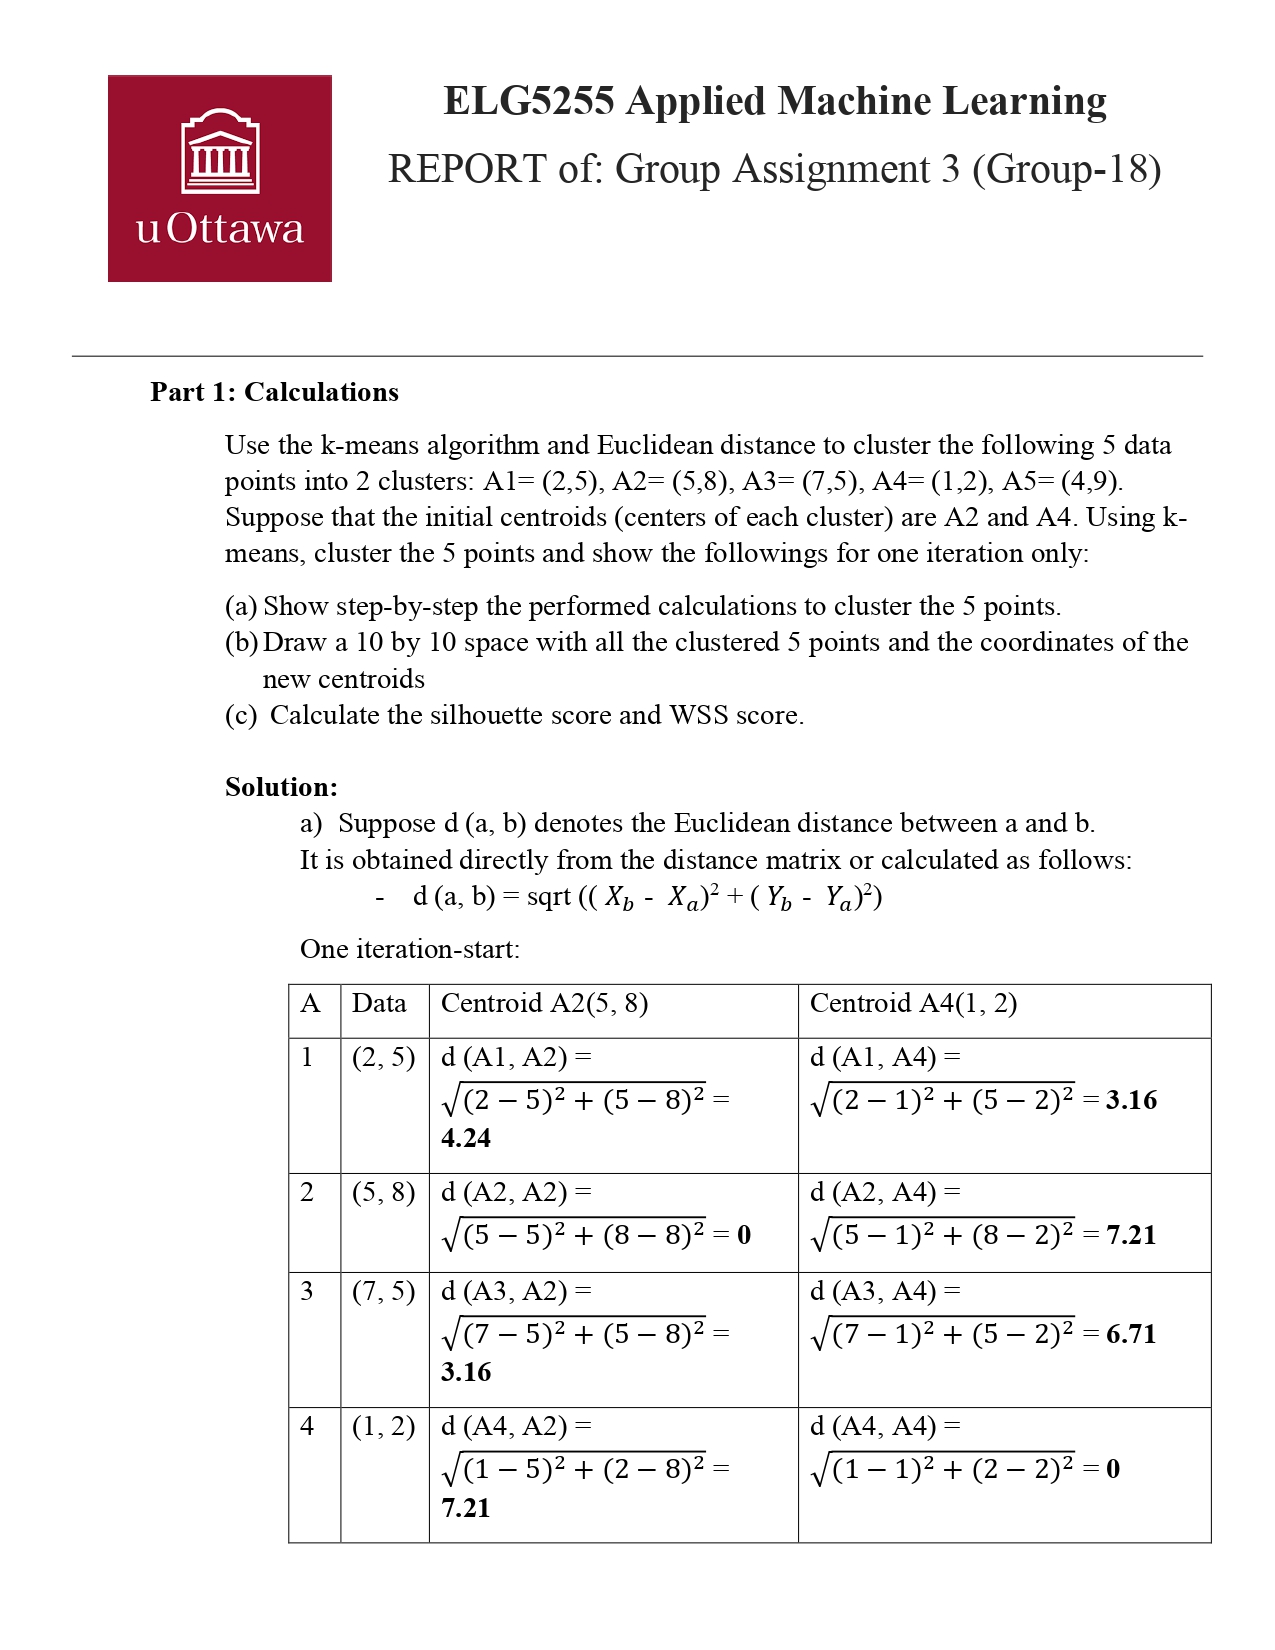 ELG5255 Applied Machine Learning
REPORT of: Group Assignment 3 (Group-18)
u Ottawa
Part 1: Calculations
Use the k-means algorithm and Euclidean distance to cluster the following 5 data
points into 2 clusters: A1= (2,5), A2= (5,8), A3= (7,5), A4= (1,2), A5= (4,9).
Suppose that the initial centroids (centers of each cluster) are A2 and A4. Using k-
means, cluster the 5 points and show the followings for one iteration only:
(a) Show step-by-step the performed calculations to cluster the 5 points.
(b) Draw a 10 by 10 space with all the clustered 5 points and the coordinates of the
new centroids
(c) Calculate the silhouette score and WSS score.
Solution:
a) Suppose d (a, b) denotes the Euclidean distance between a and b.
It is obtained directly from the distance matrix or calculated as follows:
- d (a, b) = sqrt (( X_b - X_a)² + ( Y_b - Y_a)²)
One iteration-start:
A Data Centroid A2(5, 8) Centroid A4(1, 2)
1 (2, 5) d (A1, A2) = d (A1, A4) =
√(2 − 5)² + (5 − 8)² = √(2 − 1)² + (5 − 2)² = 3.16
4.24
2 (5, 8) d (A2, A2) = d (A2, A4) =
√(5 − 5)² + (8 − 8)² = 0 √(5 − 1)² + (8 − 2)² = 7.21
3 (7, 5) d (A3, A2) = d (A3, A4) =
√(7 − 5)² + (5 − 8)² = √(7 − 1)² + (5 − 2)² = 6.71
3.16
4 (1, 2) d (A4, A2) = d (A4, A4) =
√(1 − 5)² + (2 − 8)² = √(1 − 1)² + (2 − 2)² = 0
7.21